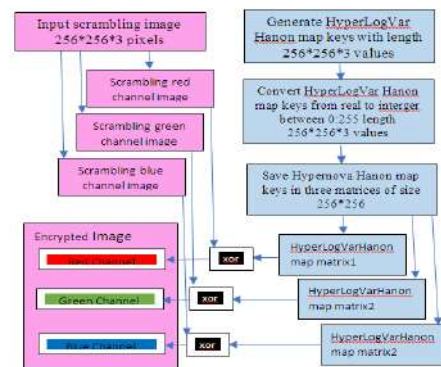 Input scrambling image
256*256*3 pixels
Scrambling red
channel image
Scrambling green
channel image
Scrambling blue
channel image
Generate HyperLogVar
Hanon map keys with length
256*256*3 values
Convert HyperLogVar Hanon
map keys from real to interger
between 0:255 length
256*256*3 values
Save Hypernova Hanon map
keys in three matrices of size
256*256
Encrypted Image
Red Channel
xor
HyperLogVarHanon
map matrix1
Green Channel
xor
HyperLogVarHanon
map matrix2
Blue Channel
xor
HyperLogVarHanon
map matrix2